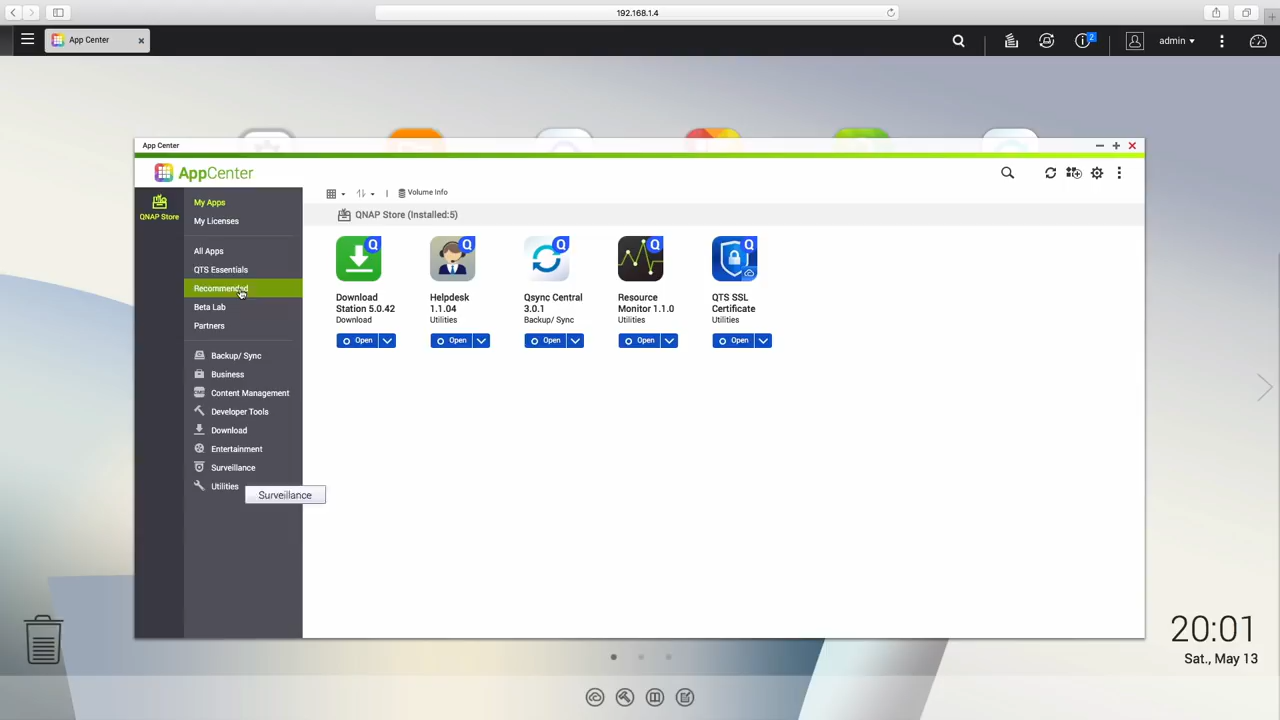 192.168.1.4
App Center
2
admin
App Center
AppCenter
QNAP Store
My Apps
My Licenses
All Apps
QTS Essentials
Recommended
Beta Lab
Partners
Backup/ Sync
Business
Content Management
Developer Tools
Download
Entertainment
Surveillance
Utilities
Surveillance
Volume Info
QNAP Store (Installed:5)
Q
Q
Q
Q
Q
Download
Station 5.0.42
Download
Open
Helpdesk
1.1.04
Utilities
Open
Qsync Central
3.0.1
Backup/ Sync
Open
Resource
Monitor 1.1.0
Utilities
Open
QTS SSL
Certificate
Utilities
Open
20:01
Sat., May 13